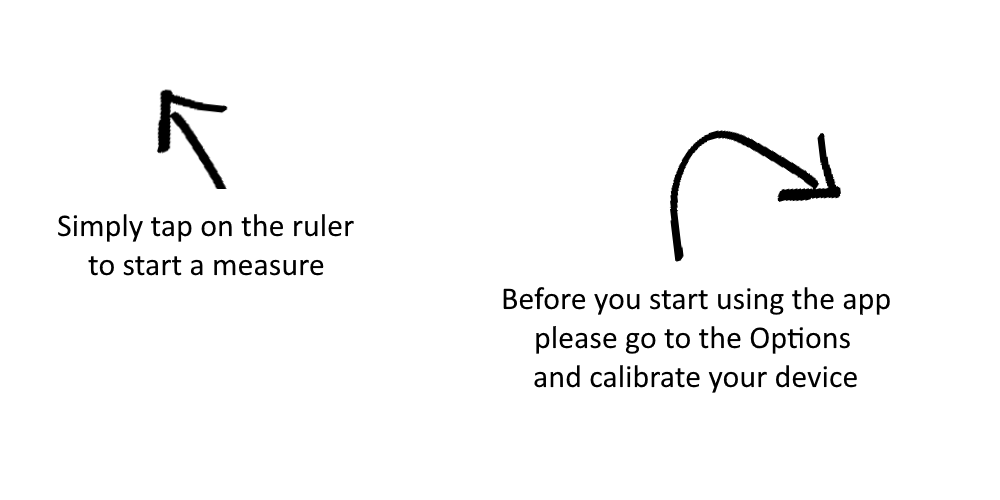 Simply tap on the ruler
to start a measure
Before you start using the app
please go to the Options
and calibrate your device